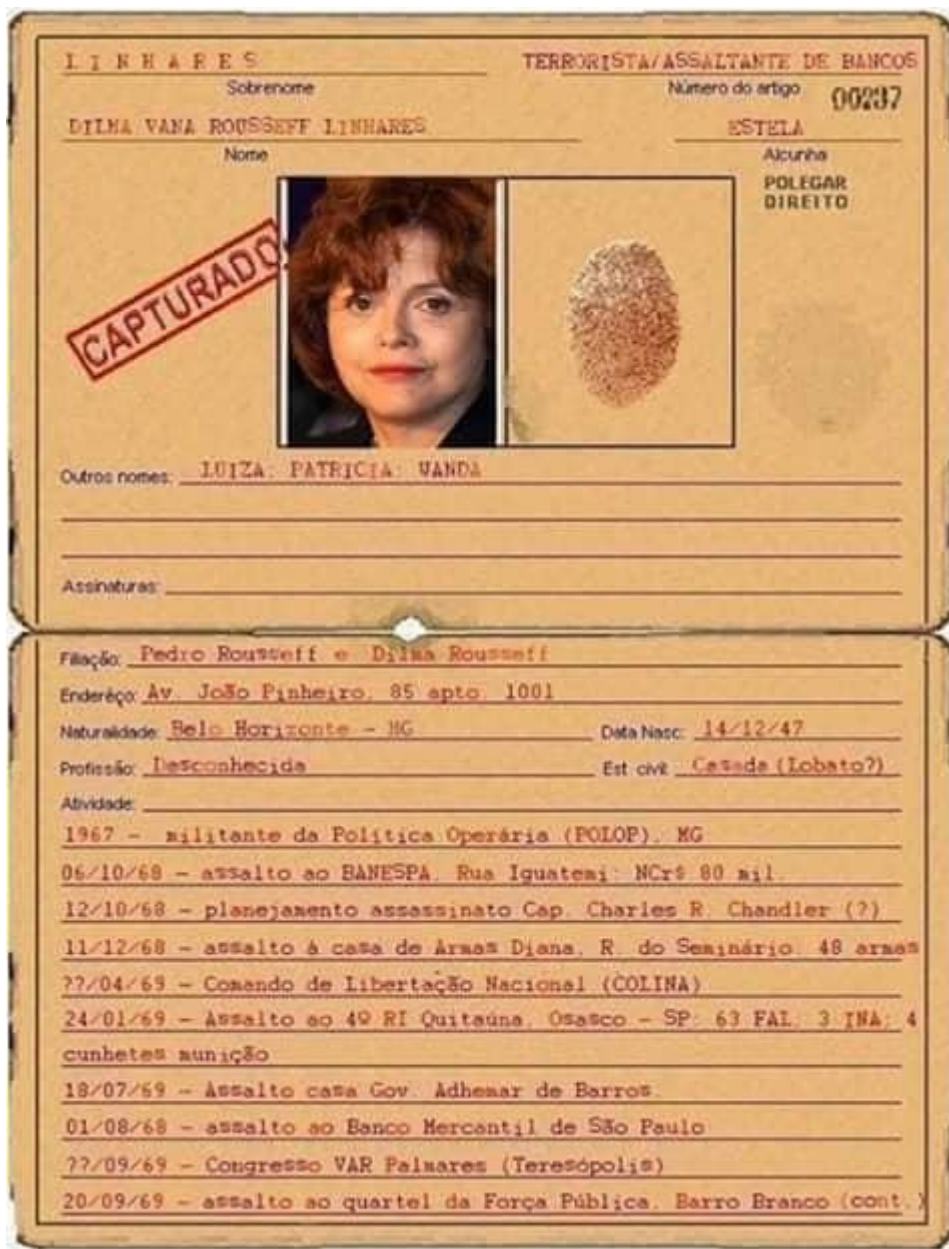 LINHARES TERRORISTA/ASSALTANTE DE BANCOS
Sobrenome Número do artigo 00237
DILMA VANA ROUSSEFF LINHARES ESTELA
Nome Alcunha
POLEGAR
DIREITO
CAPTURADO
Outros nomes: LUIZA; PATRICIA; WANDA
Assinaturas:
Filiação: Pedro Rousseff e Dilma Rousseff
Enderêço: Av. João Pinheiro, 85 apto. 1001
Naturalidade: Belo Horizonte - MG Data Nasc: 14/12/47
Profissão: Desconhecida Est civil: Casada (Lobato?)
Atividade:
1967 - militante da Política Operária (POLOP), MG
06/10/68 - assalto ao BANESPA, Rua Iguatemi; NCr$ 80 mil.
12/10/68 - planejamento assassinato Cap. Charles R. Chandler (?)
11/12/68 - assalto à casa de Armas Diana, R. do Seminário, 48 armas
??/04/69 - Comando de Libertação Nacional (COLINA)
24/01/69 - Assalto ao 4º RI Quitaúna, Osasco - SP; 63 FAL; 3 INA; 4
cunhetes munição
18/07/69 - Assalto casa Gov. Adhemar de Barros.
01/08/68 - assalto ao Banco Mercantil de São Paulo
??/09/69 - Congresso VAR Palmares (Teresópolis)
20/09/69 - assalto ao quartel da Força Pública, Barro Branco (cont.)